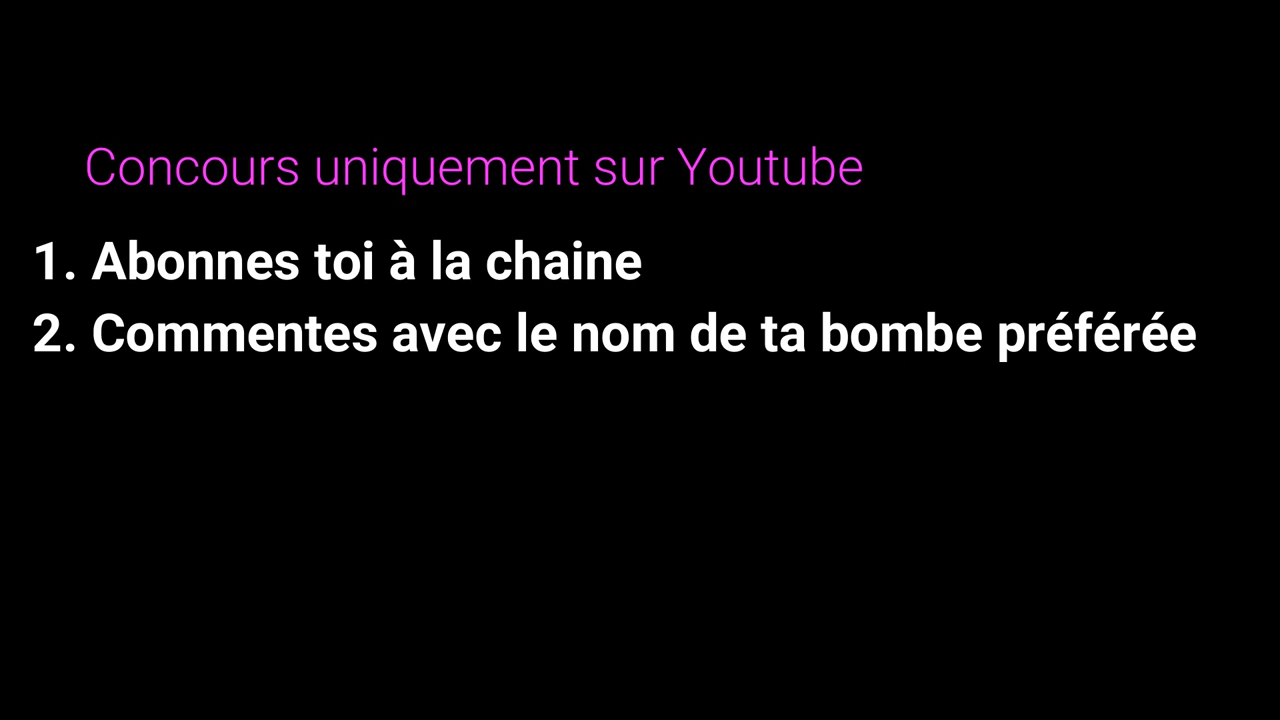 Concours uniquement sur Youtube
1. Abonnes toi à la chaine
2. Commentes avec le nom de ta bombe préférée